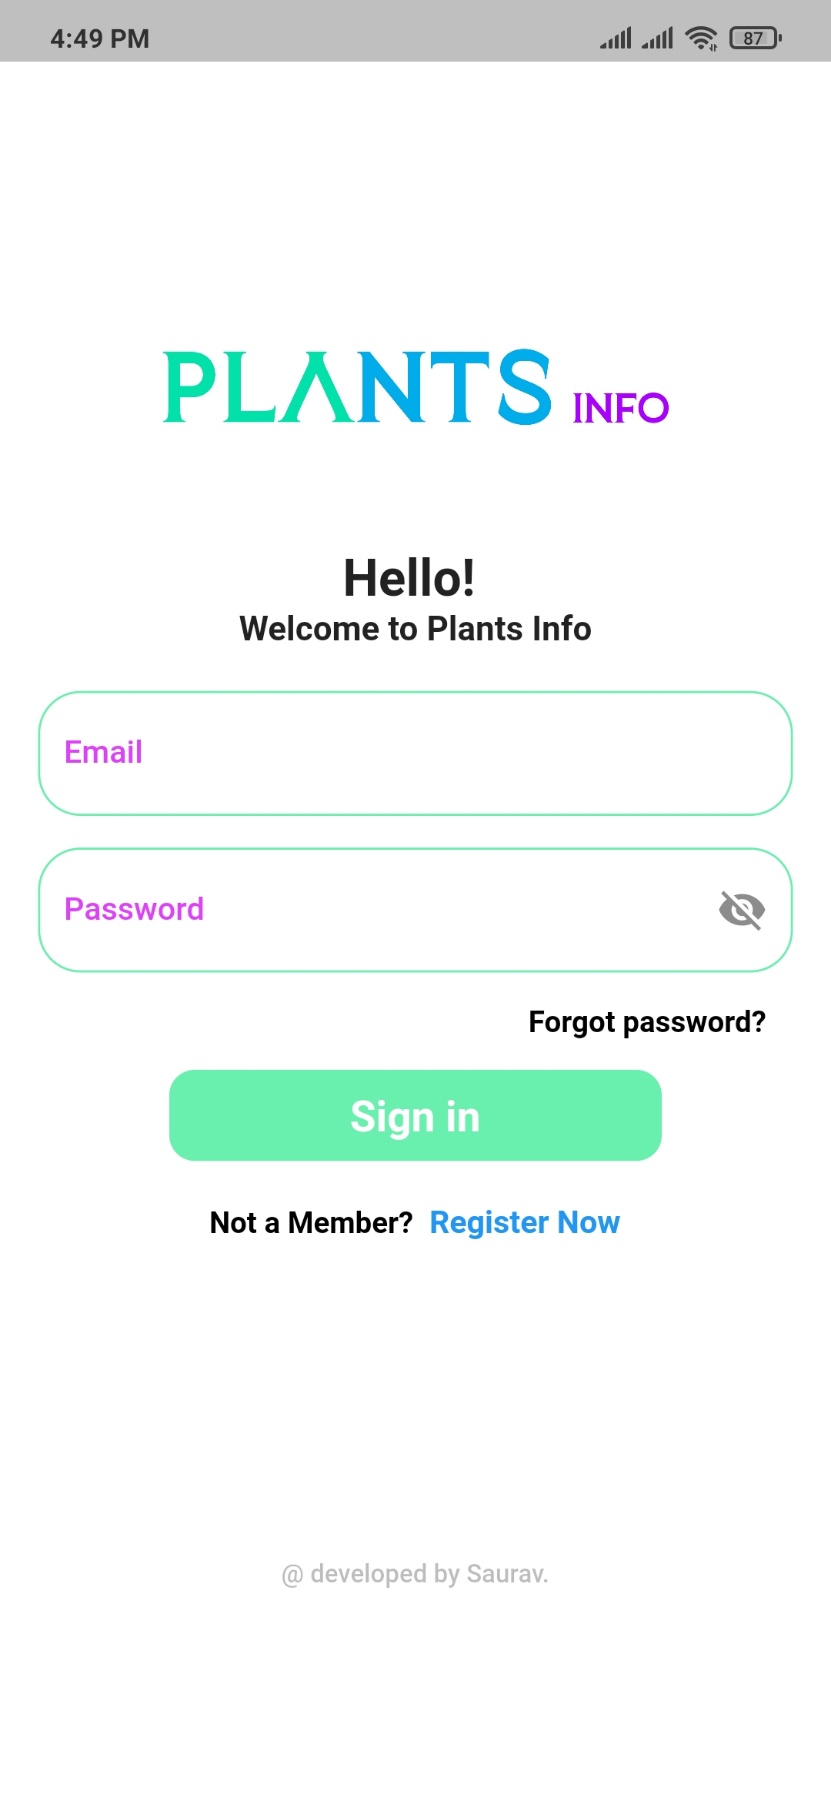 4:49 PM 87
PLANTS INFO
Hello!
Welcome to Plants Info
Email
Password
Forgot password?
Sign in
Not a Member? Register Now
@ developed by Saurav.